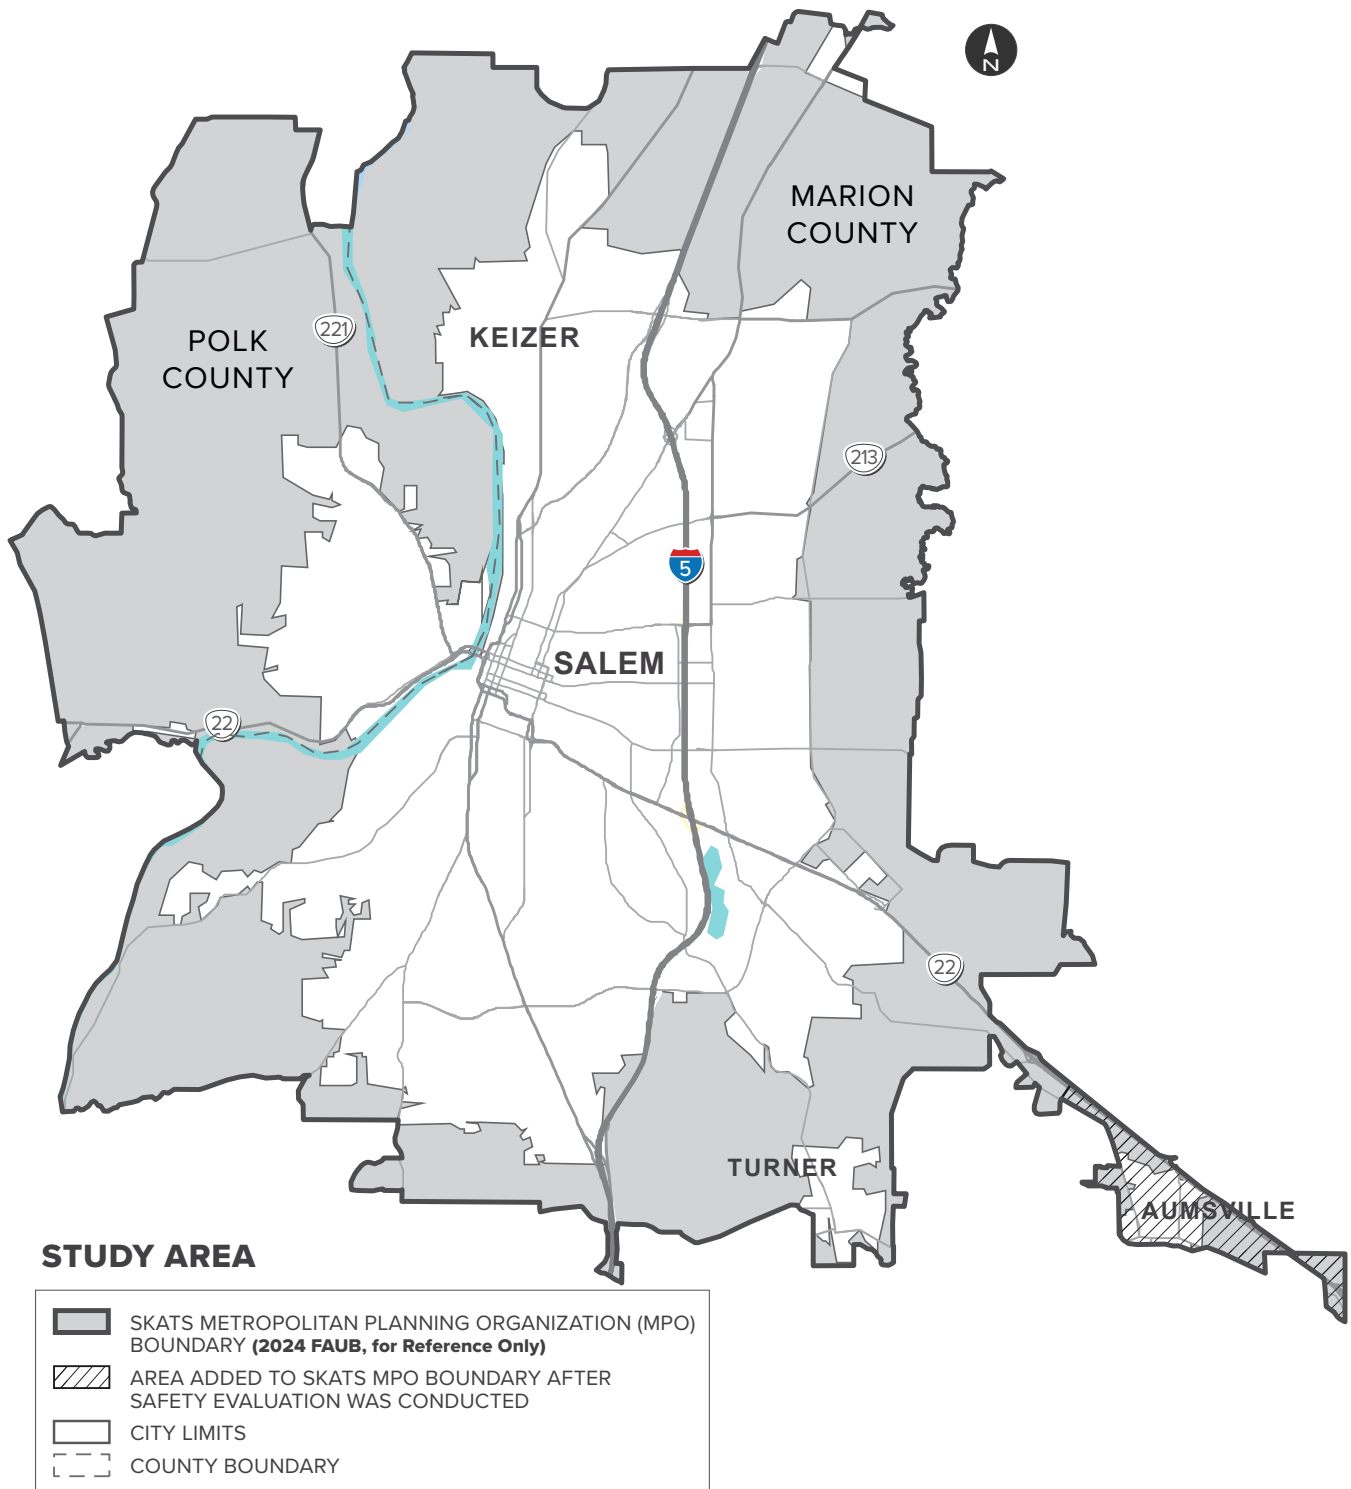 N
MARION
COUNTY
221
KEIZER
POLK
COUNTY
213
5
SALEM
22
22
TURNER
AUMSVILLE
STUDY AREA
SKATS METROPOLITAN PLANNING ORGANIZATION (MPO)
BOUNDARY (2024 FAUB, for Reference Only)
AREA ADDED TO SKATS MPO BOUNDARY AFTER
SAFETY EVALUATION WAS CONDUCTED
CITY LIMITS
COUNTY BOUNDARY